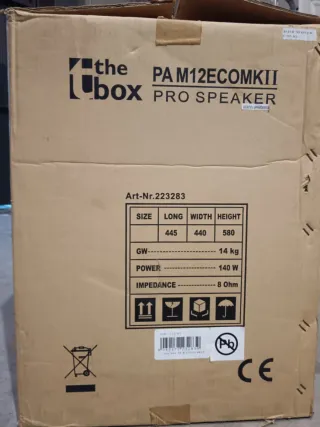 the
box
PA M12ECOMKII
PRO SPEAKER
Art-Nr.223283
SIZE LONG WIDTH HEIGHT
445 440 580
GW 14 kg
POWER 140 W
IMPEDANCE 8 Ohm
Pb
CE